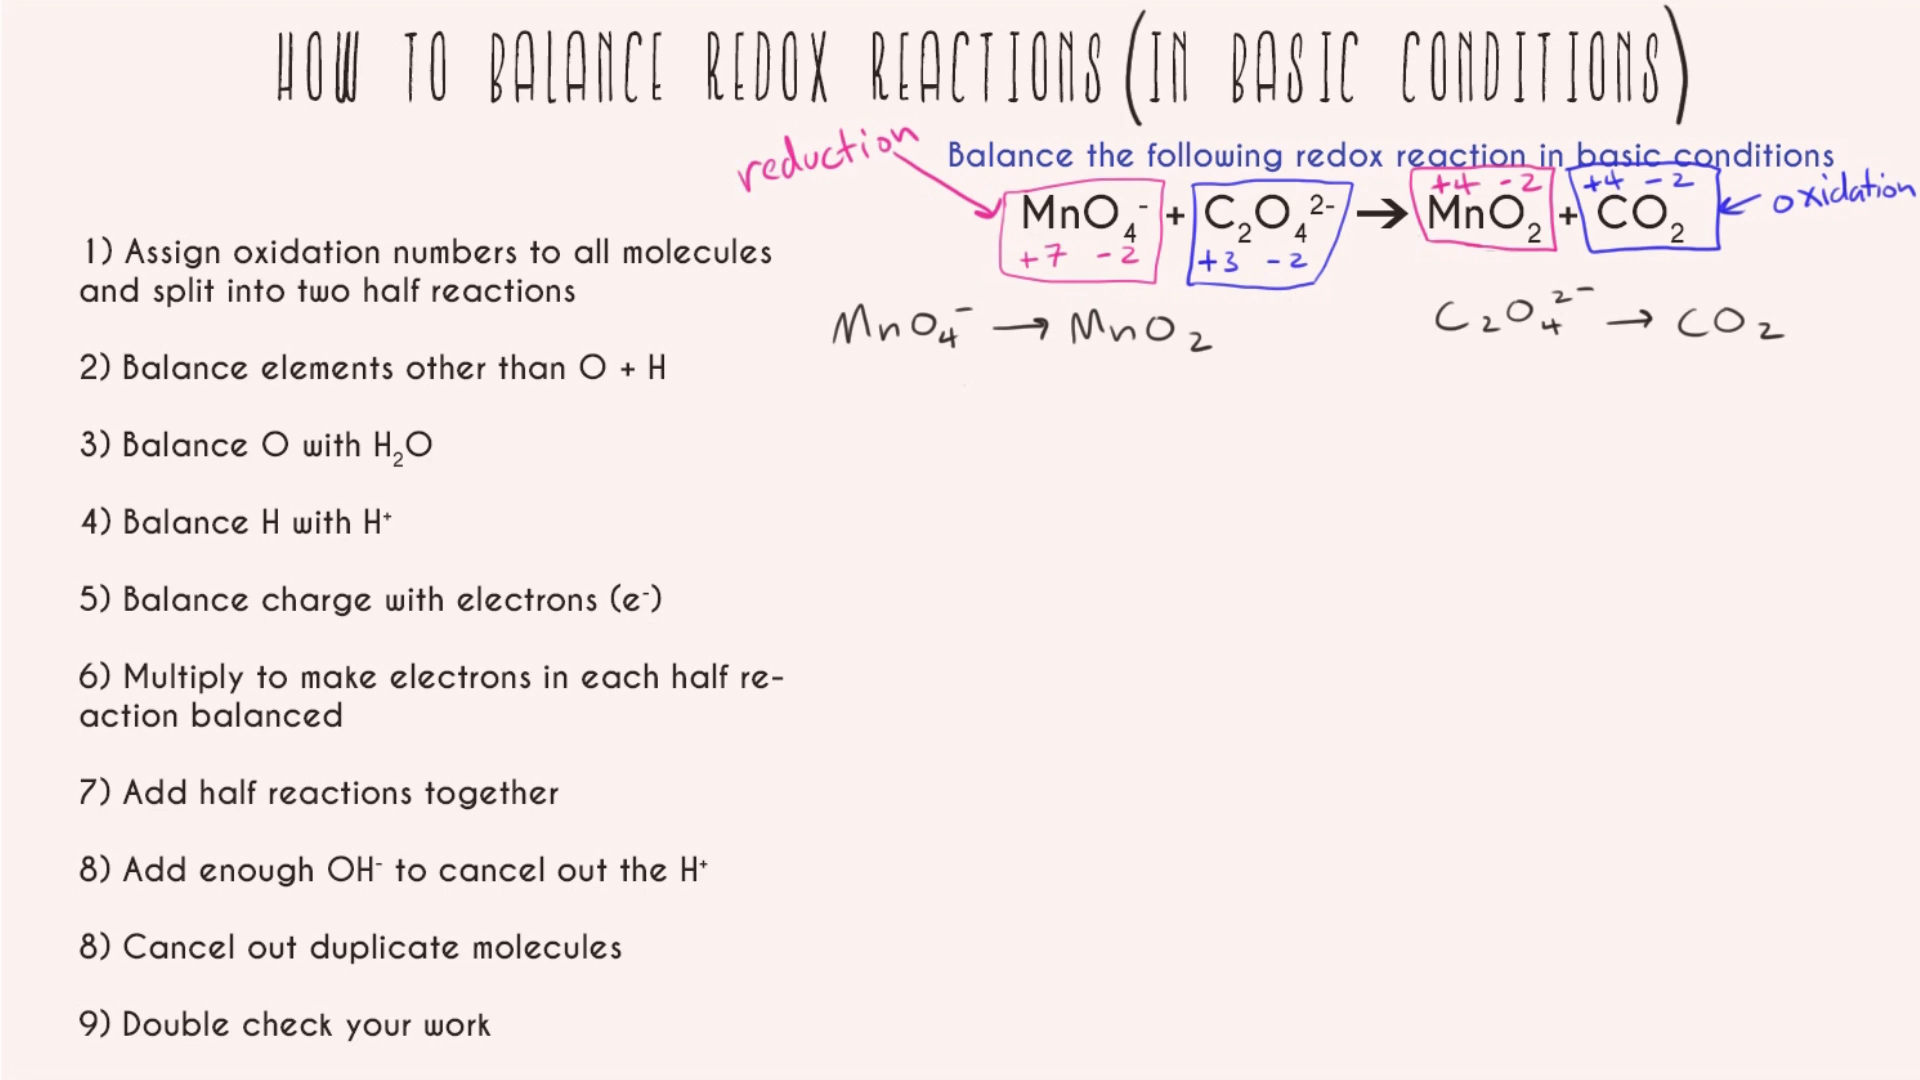 HOW TO BALANCE REDOX REACTIONS (IN BASIC CONDITIONS)
reduction
Balance the following redox reaction in basic conditions
+4 -2 +4 -2
MnO₄⁻ + C₂O₄²⁻ → MnO₂ + CO₂
oxidation
+7 -2 +3 -2
MnO₄⁻ → MnO₂
C₂O₄²⁻ → CO₂
1) Assign oxidation numbers to all molecules
and split into two half reactions
2) Balance elements other than O + H
3) Balance O with H₂O
4) Balance H with H⁺
5) Balance charge with electrons (e⁻)
6) Multiply to make electrons in each half re-
action balanced
7) Add half reactions together
8) Add enough OH⁻ to cancel out the H⁺
8) Cancel out duplicate molecules
9) Double check your work